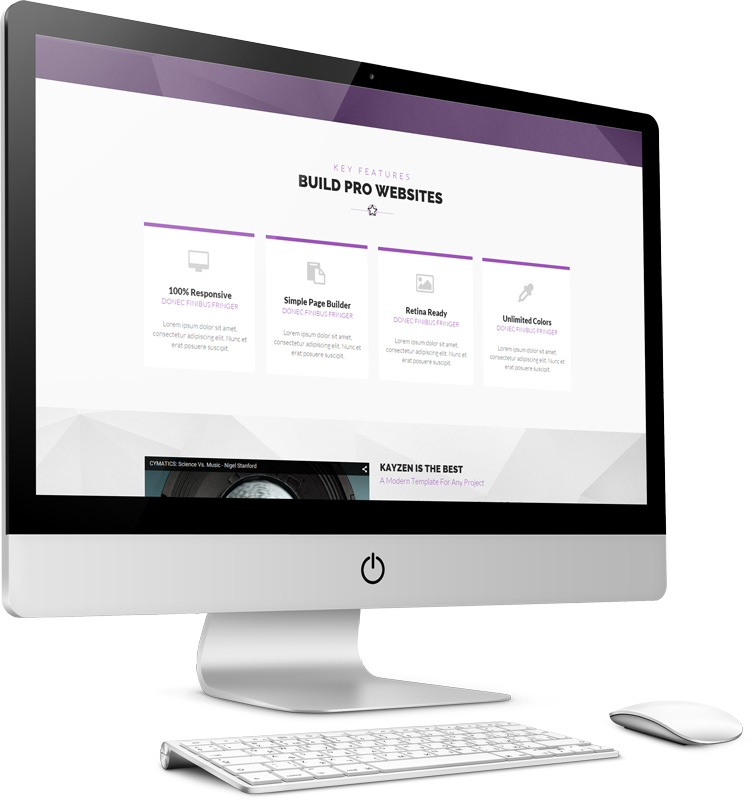 KEY FEATURES
BUILD PRO WEBSITES
100% Responsive
DONEC FINIBUS FRINGER
Lorem ipsum dolor sit amet,
consectetur adipiscing elit. Nunc et
erat posuere suscipit.
Simple Page Builder
DONEC FINIBUS FRINGER
Lorem ipsum dolor sit amet,
consectetur adipiscing elit. Nunc et
erat posuere suscipit.
Retina Ready
DONEC FINIBUS FRINGER
Lorem ipsum dolor sit amet,
consectetur adipiscing elit. Nunc et
erat posuere suscipit.
Unlimited Colors
DONEC FINIBUS FRINGER
Lorem ipsum dolor sit amet,
consectetur adipiscing elit. Nunc et
erat posuere suscipit.
CYMATICS: Science Vs. Music - Nigel Stanford
KAYZEN IS THE BEST
A Modern Template For Any Project